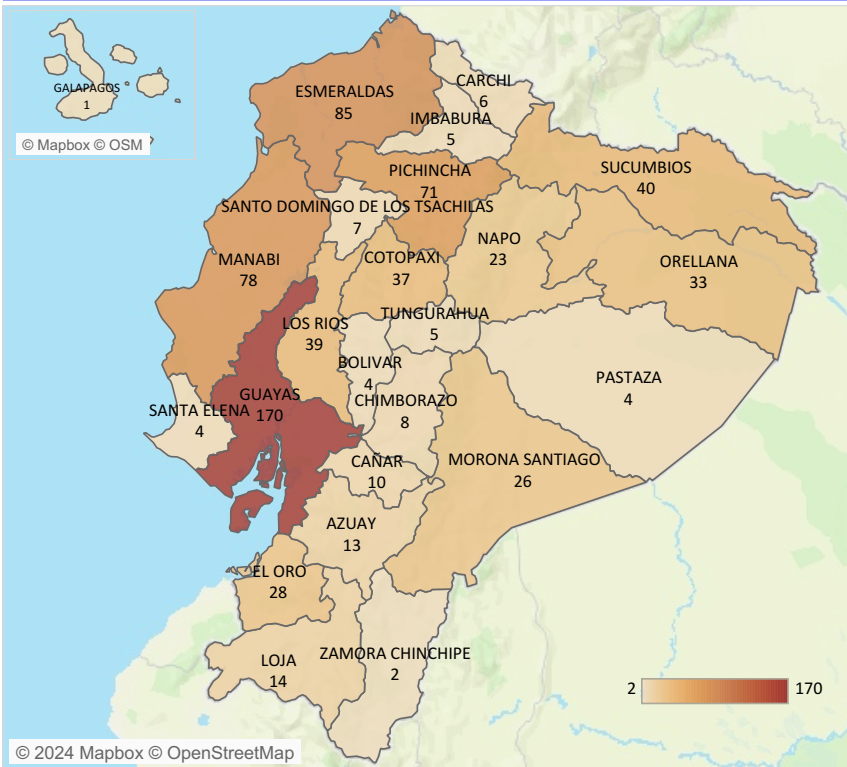 GALAPAGOS
1
© Mapbox © OSM
ESMERALDAS
85
CARCHI
6
IMBABURA
5
PICHINCHA
71
SUCUMBIOS
40
SANTO DOMINGO DE LOS TSACHILAS
7
NAPO
23
MANABI
78
COTOPAXI
37
ORELLANA
33
LOS RIOS
39
TUNGURAHUA
5
BOLIVAR
4
PASTAZA
4
GUAYAS
170
SANTA ELENA
4
CHIMBORAZO
8
CAÑAR
10
MORONA SANTIAGO
26
AZUAY
13
EL ORO
28
LOJA
14
ZAMORA CHINCHIPE
2
2 170
© 2024 Mapbox © OpenStreetMap